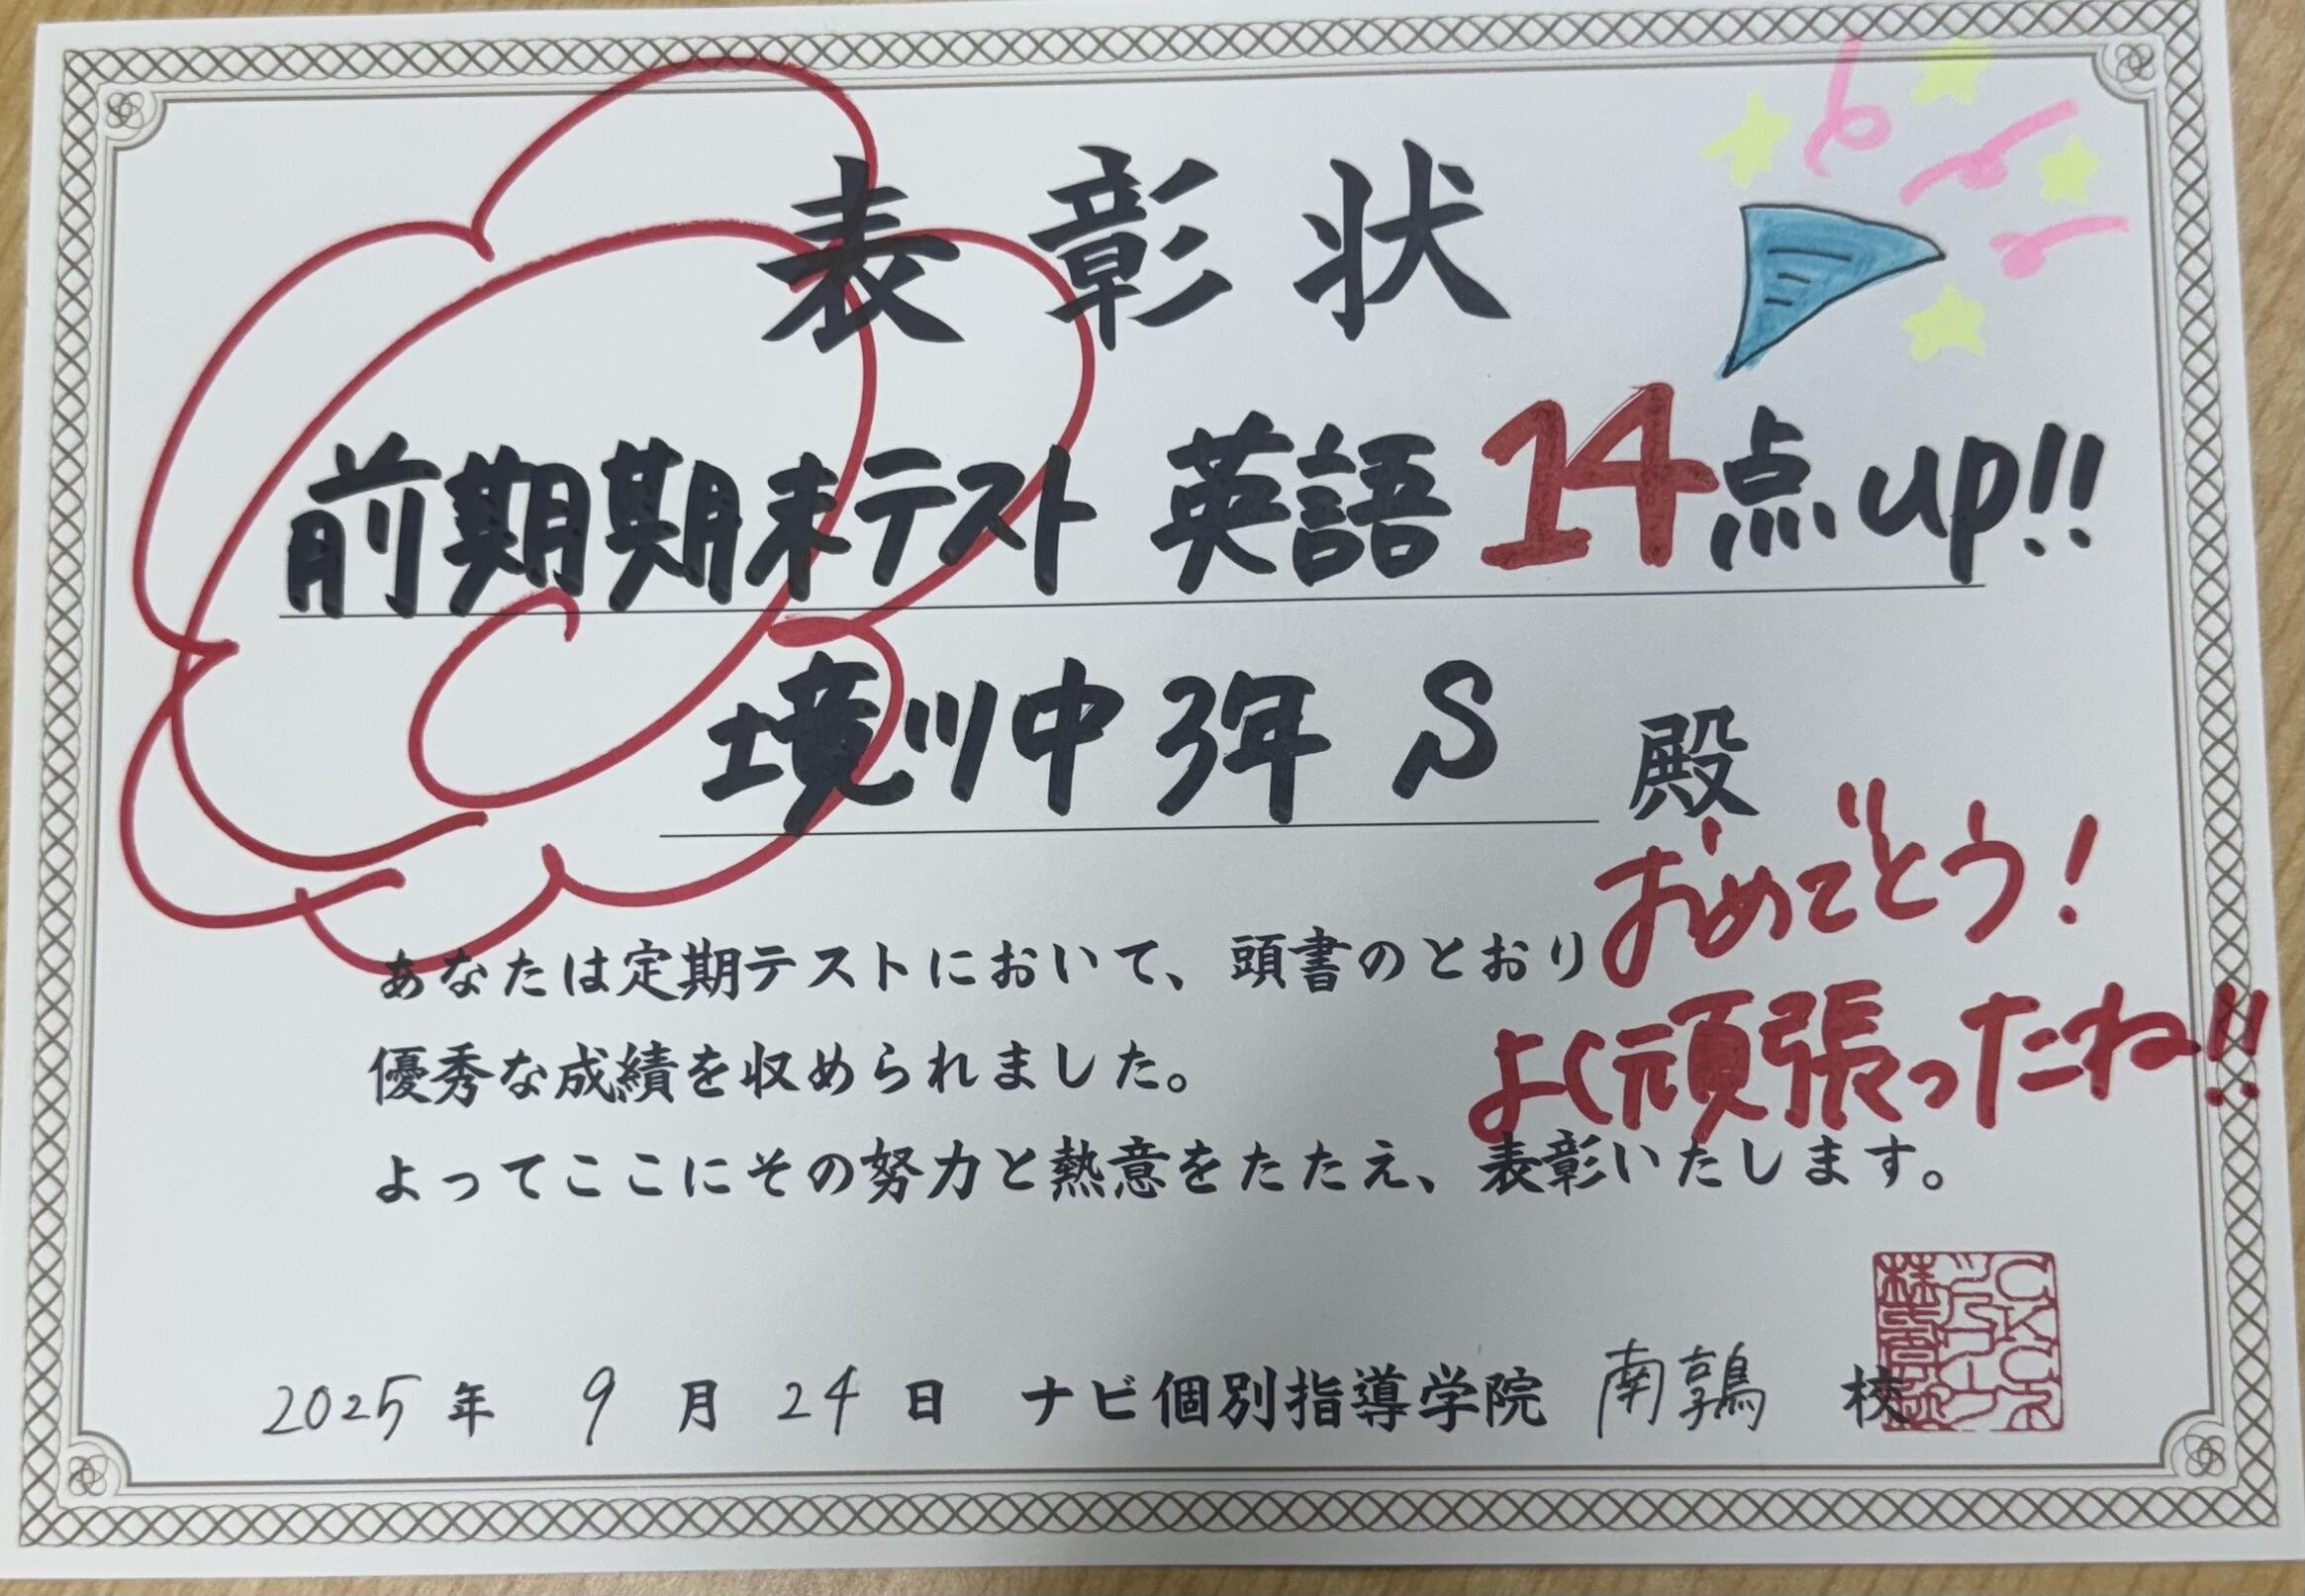 表彰状
前期期末テスト 英語14点up!!
境川中3年 S 殿
おめでとう!
よく頑張ったね!!
あなたは定期テストにおいて、頭書のとおり
優秀な成績を収められました。
よってここにその努力と熱意をたたえ、表彰いたします。
2025年 9月 24日 ナビ個別指導学院 南鶉 校